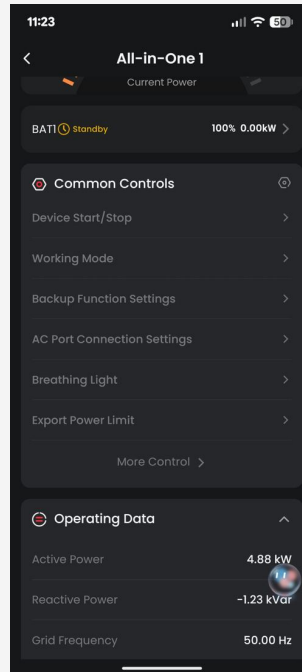 11:23
50
All-in-One 1
Current Power
BAT1 Standby 100% 0.00kW
Common Controls
Device Start/Stop
Working Mode
Backup Function Settings
AC Port Connection Settings
Breathing Light
Export Power Limit
More Control
Operating Data
Active Power 4.88 kW
Reactive Power -1.23 kVar
Grid Frequency 50.00 Hz